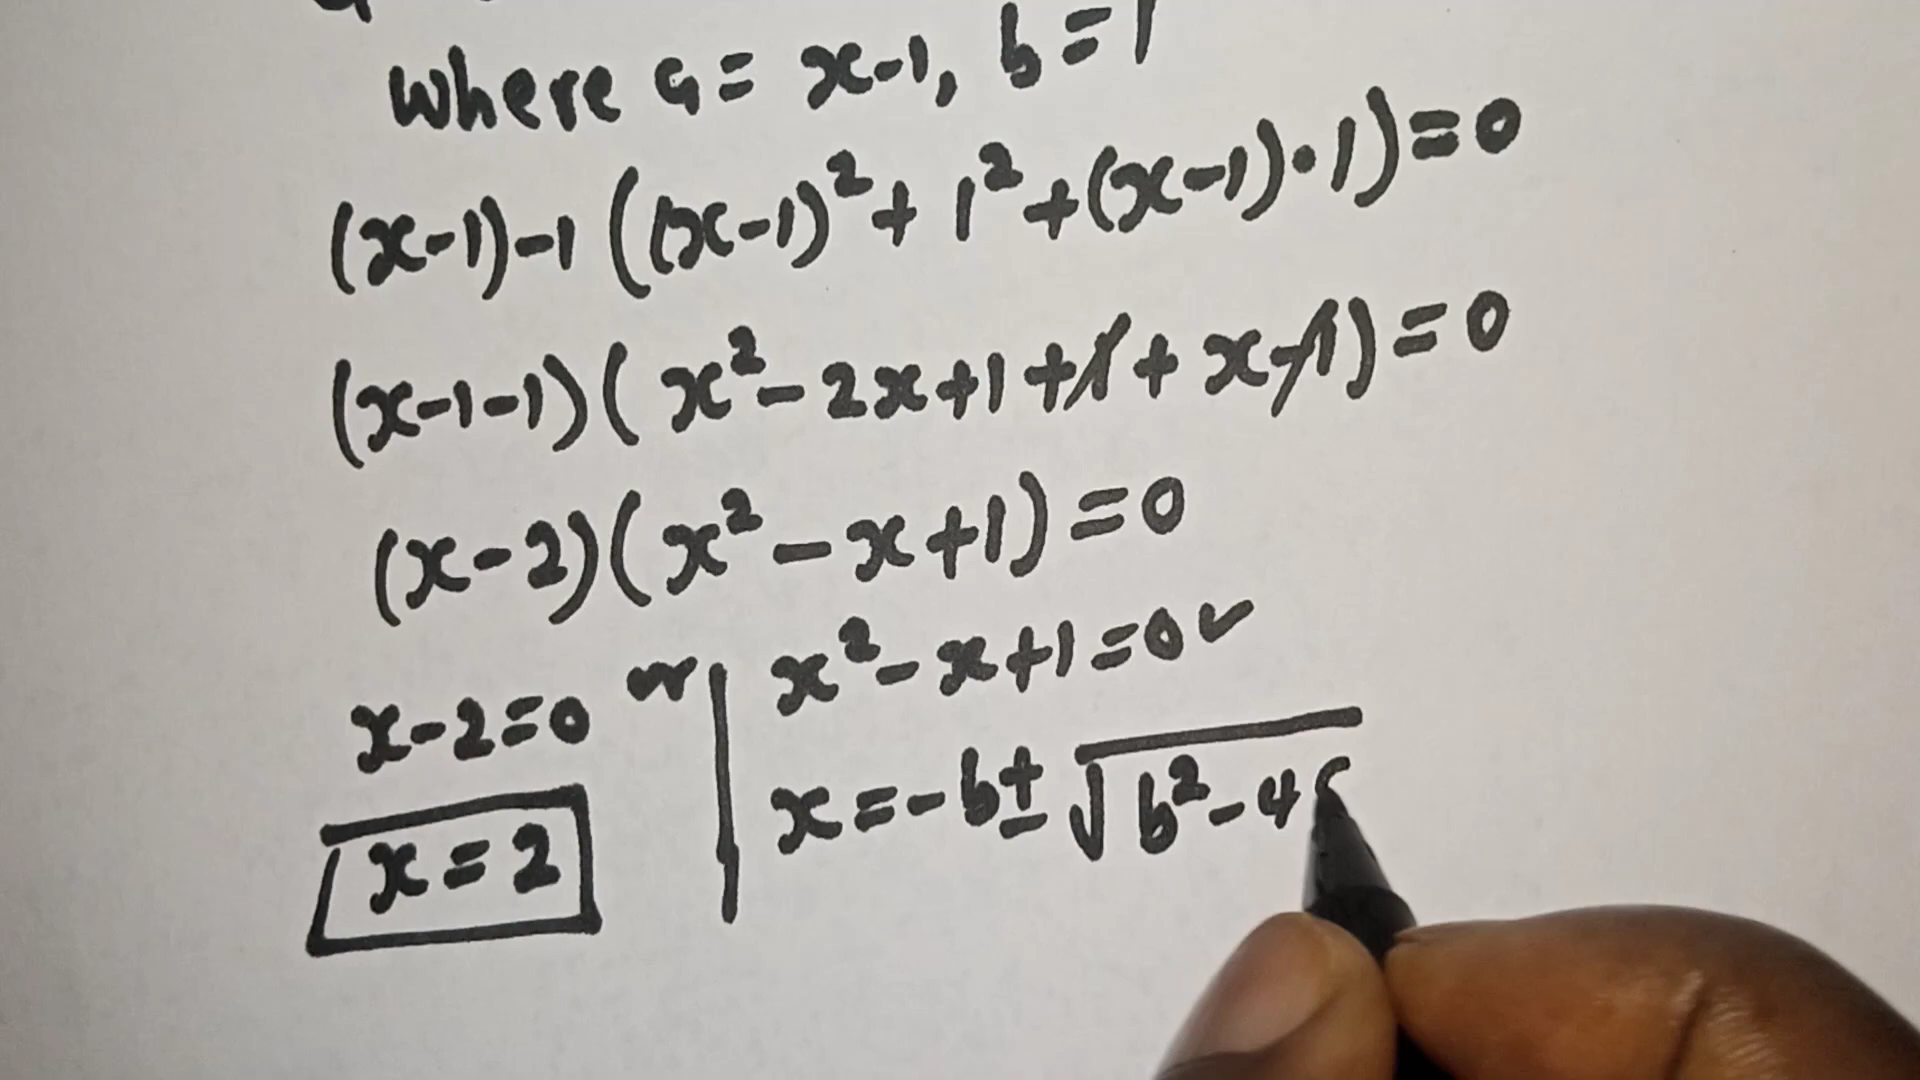 where a = x-1, b = 1
(x-1)-1 ((x-1)²+ 1²+(x-1)•1)=0
(x-1-1)( x²- 2x+1 +1+ x-1)=0
(x-2)( x² - x+1)=0
x-2=0 or | x²- x+1=0 ✓
x = 2 | x=-b± √b²-4